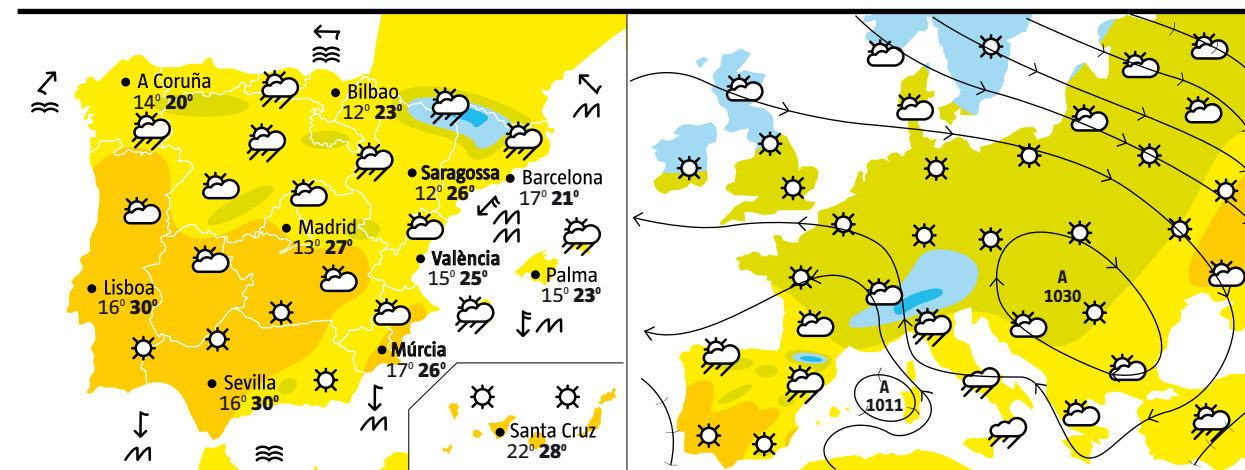 A Coruña
14º 20º
Bilbao
12º 23º
Saragossa
12º 26º
Barcelona
17º 21º
Madrid
13º 27º
València
15º 25º
Palma
15º 23º
Lisboa
16º 30º
Múrcia
17º 26º
Sevilla
16º 30º
Santa Cruz
22º 28º
A
1030
A
1011